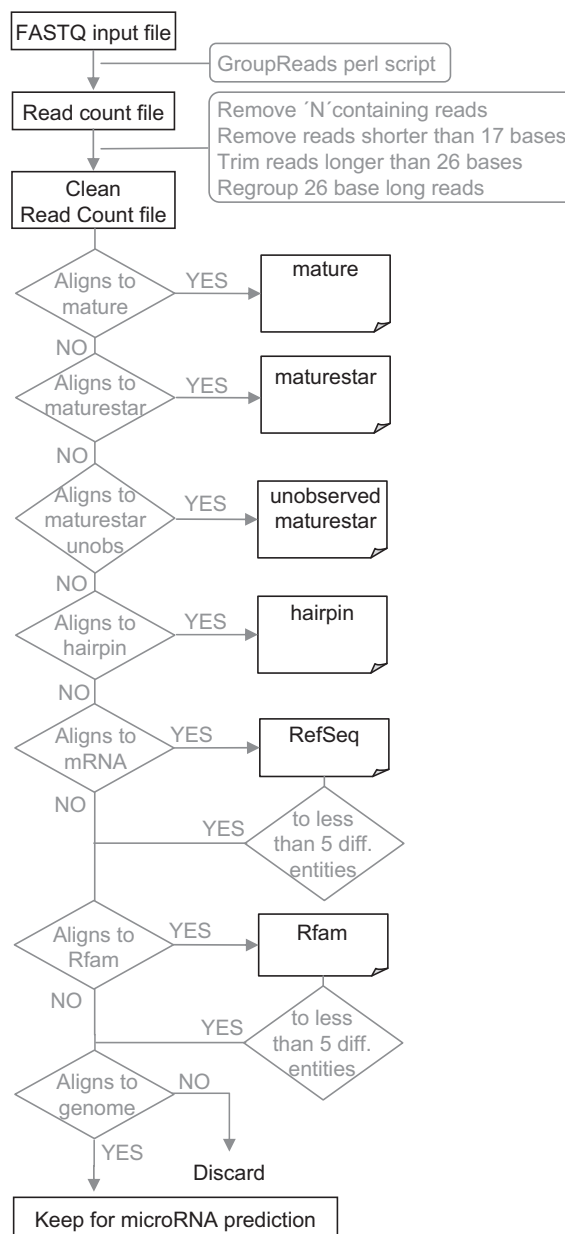 FASTQ input file
GroupReads perl script
Read count file
Remove ´N´containing reads
Remove reads shorter than 17 bases
Trim reads longer than 26 bases
Regroup 26 base long reads
Clean
Read Count file
Aligns to
mature
YES
mature
NO
Aligns to
maturestar
YES
maturestar
NO
Aligns to
maturestar
unobs
YES
unobserved
maturestar
NO
Aligns to
hairpin
YES
hairpin
NO
Aligns to
mRNA
YES
RefSeq
NO
YES
to less
than 5 diff.
entities
Aligns to
Rfam
YES
Rfam
NO
YES
to less
than 5 diff.
entities
Aligns to
genome
NO
YES
Discard
Keep for microRNA prediction